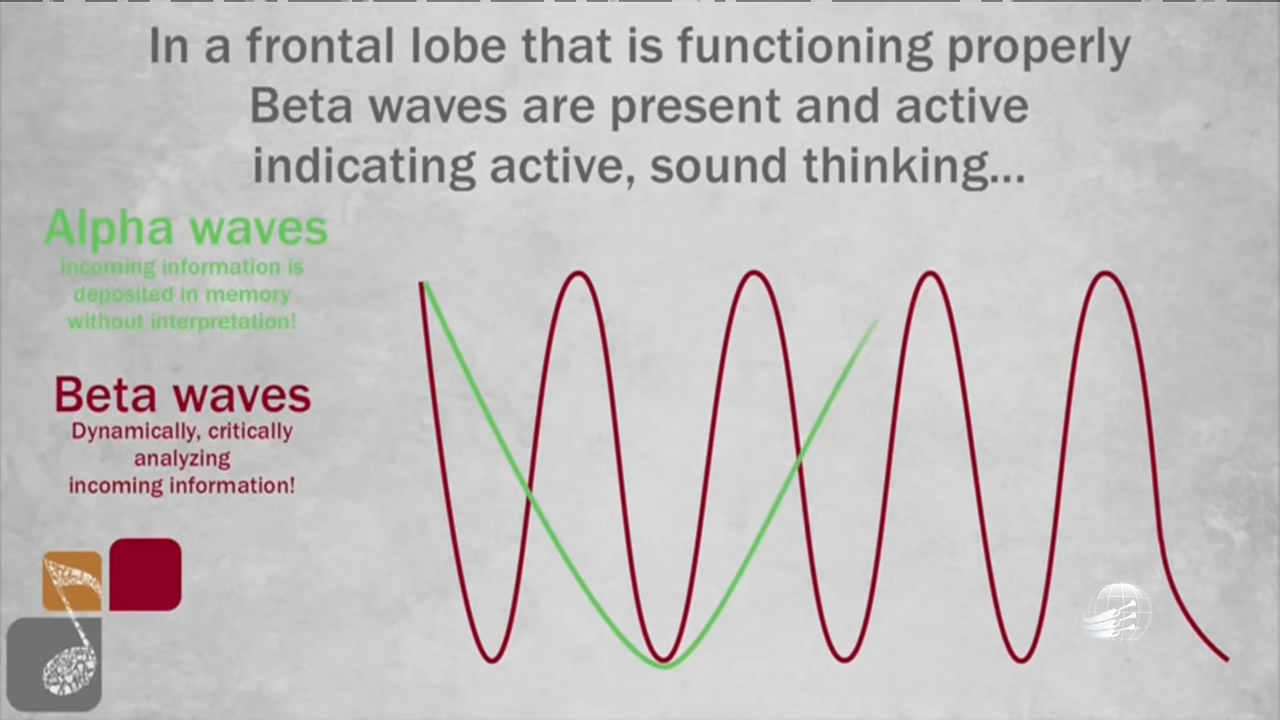 In a frontal lobe that is functioning properly
Beta waves are present and active
indicating active, sound thinking...
Alpha waves
Incoming information is
deposited in memory
without interpretation!
Beta waves
Dynamically, critically
analyzing
incoming information!